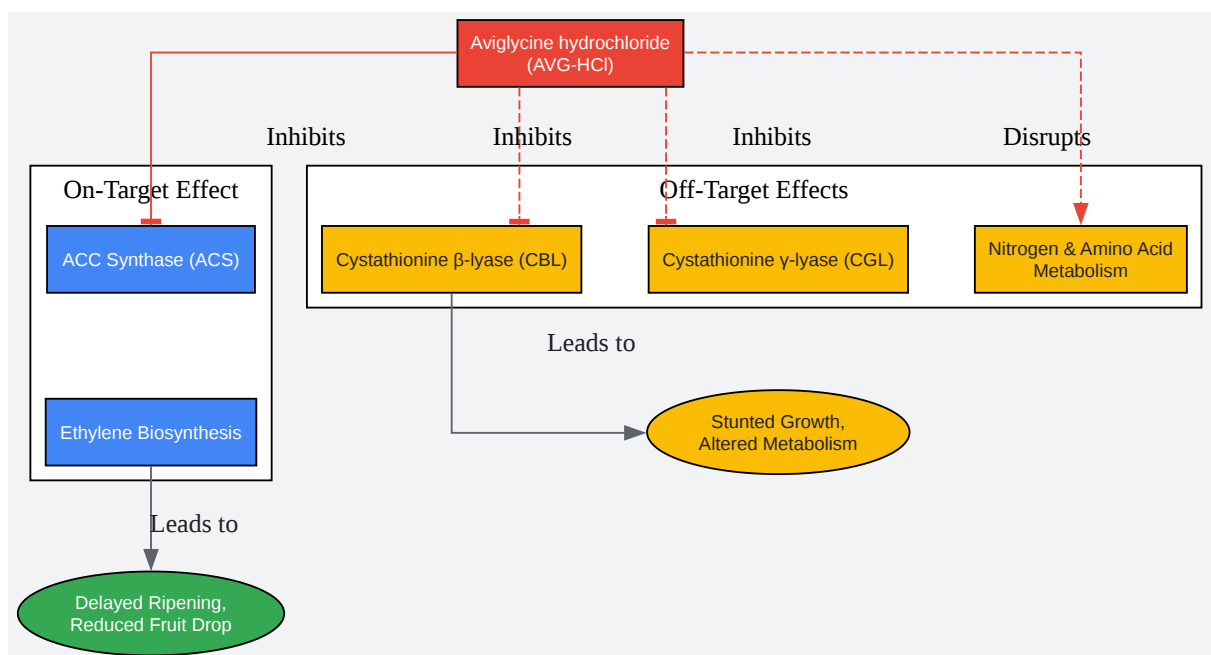 Aviglycine hydrochloride
(AVG-HCl)
Inhibits
Inhibits
Inhibits
Disrupts
On-Target Effect
Off-Target Effects
ACC Synthase (ACS)
Cystathionine β-lyase (CBL)
Cystathionine γ-lyase (CGL)
Nitrogen & Amino Acid
Metabolism
Leads to
Ethylene Biosynthesis
Stunted Growth,
Altered Metabolism
Leads to
Delayed Ripening,
Reduced Fruit Drop